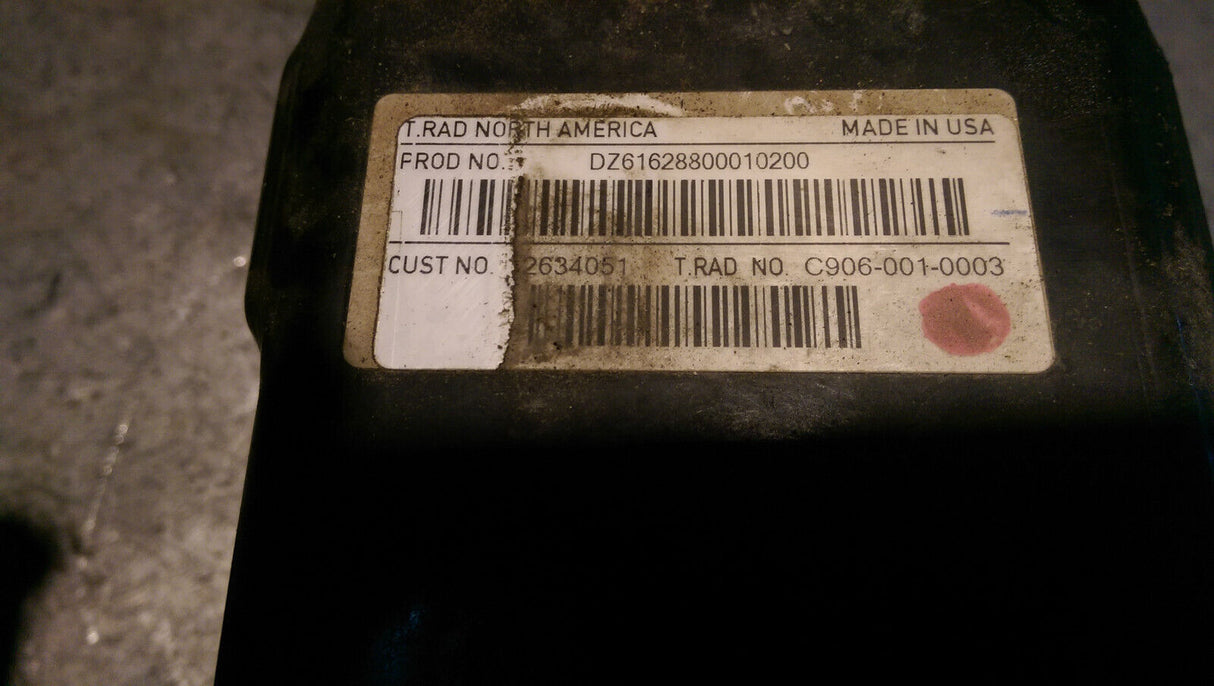 T.RAD NORTH AMERICA MADE IN USA
PROD NO. DZ61628800010200
CUST NO. 2634051 T.RAD NO. C906-001-0003